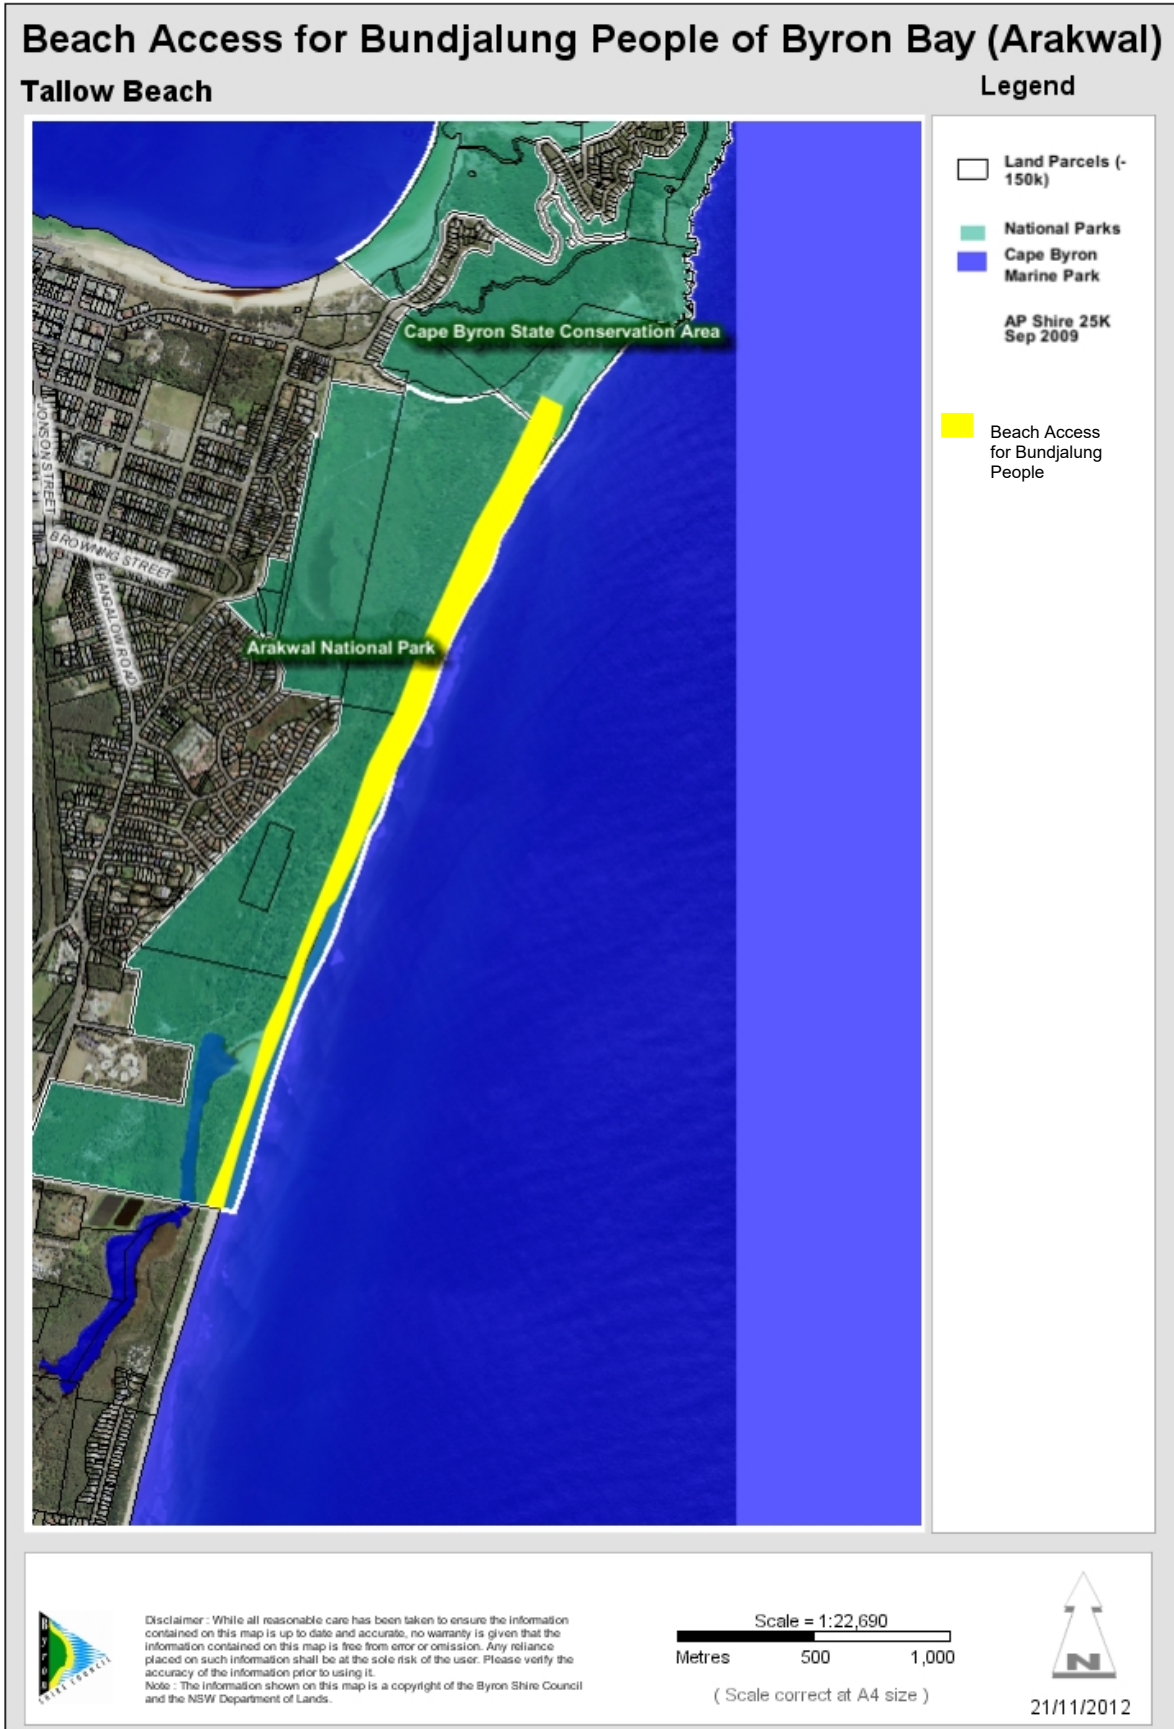 Beach Access for Bundjalung People of Byron Bay (Arakwal)
Tallow Beach
Legend
Land Parcels (-
150k)
National Parks
Cape Byron
Marine Park
AP Shire 25K
Sep 2009
Beach Access
for Bundjalung
People
Cape Byron State Conservation Area
JONSON STREET
BROWNING STREET
BANGALOW ROAD
Arakwal National Park
Byron
SHIRE COUNCIL
Disclaimer : While all reasonable care has been taken to ensure the information
contained on this map is up to date and accurate, no warranty is given that the
information contained on this map is free from error or omission. Any reliance
placed on such information shall be at the sole risk of the user. Please verify the
accuracy of the information prior to using it.
Note : The information shown on this map is a copyright of the Byron Shire Council
and the NSW Department of Lands.
Scale = 1:22,690
Metres 500 1,000
( Scale correct at A4 size )
N
21/11/2012